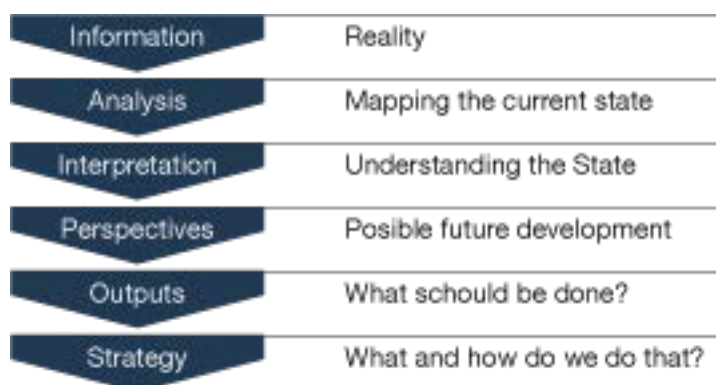 Information Reality
Analysis Mapping the current state
Interpretation Understanding the State
Perspectives Posible future development
Outputs What schould be done?
Strategy What and how do we do that?